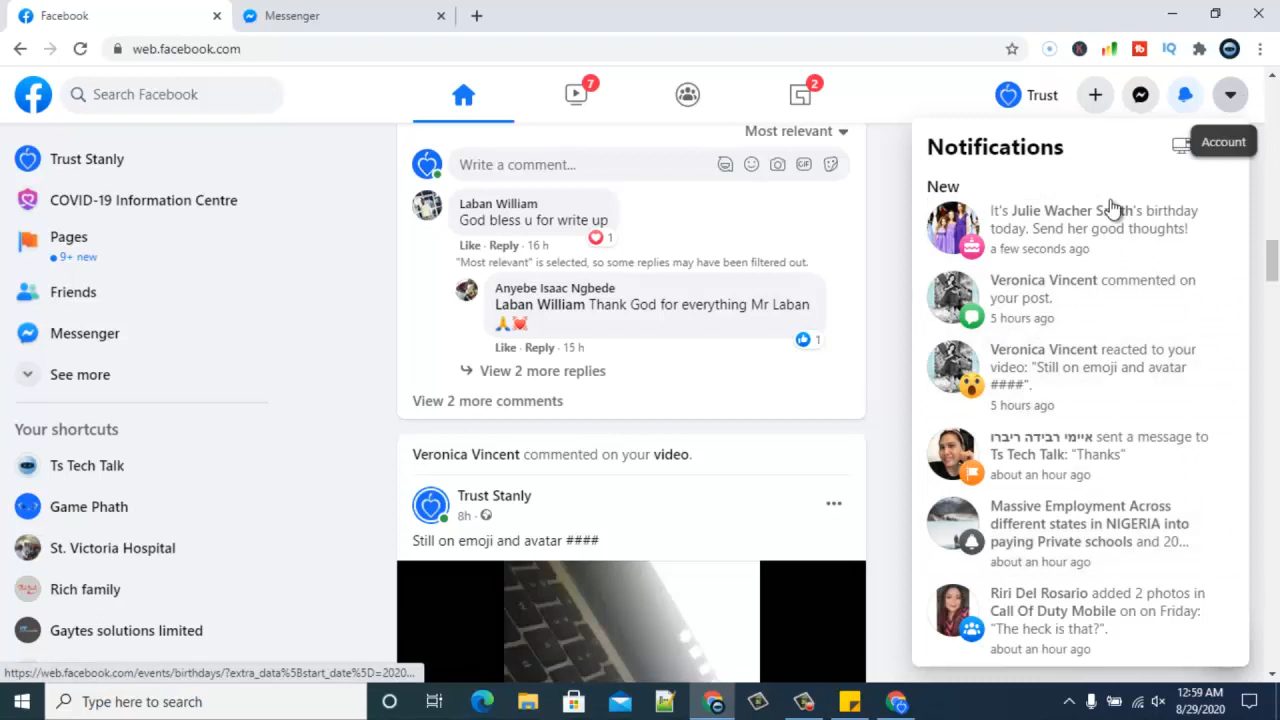 Facebook
Messenger
web.facebook.com
Search Facebook
7
2
Trust
Account
Trust Stanly
COVID-19 Information Centre
Pages
9+ new
Friends
Messenger
See more
Your shortcuts
Ts Tech Talk
Game Phath
St. Victoria Hospital
Rich family
Gaytes solutions limited
https://web.facebook.com/events/birthdays/?extra_data%5Bstart_date%5D=2020...
Most relevant
Write a comment...
GIF
Laban William
God bless u for write up
1
Like · Reply · 16 h
"Most relevant" is selected, so some replies may have been filtered out.
Anyebe Isaac Ngbede
Laban William Thank God for everything Mr Laban
🙏💓
1
Like · Reply · 15 h
View 2 more replies
View 2 more comments
Veronica Vincent commented on your video.
Trust Stanly
8h ·
Still on emoji and avatar ####
Notifications
New
It's Julie Wacher 's birthday
today. Send her good thoughts!
a few seconds ago
Veronica Vincent commented on
your post.
5 hours ago
Veronica Vincent reacted to your
video: "Still on emoji and avatar
####".
5 hours ago
איימי רבידה ריברו sent a message to
Ts Tech Talk: "Thanks"
about an hour ago
Massive Employment Across
different states in NIGERIA into
paying Private schools and 20...
about an hour ago
Riri Del Rosario added 2 photos in
Call Of Duty Mobile on on Friday:
"The heck is that?".
about an hour ago
Type here to search
12:59 AM
8/29/2020